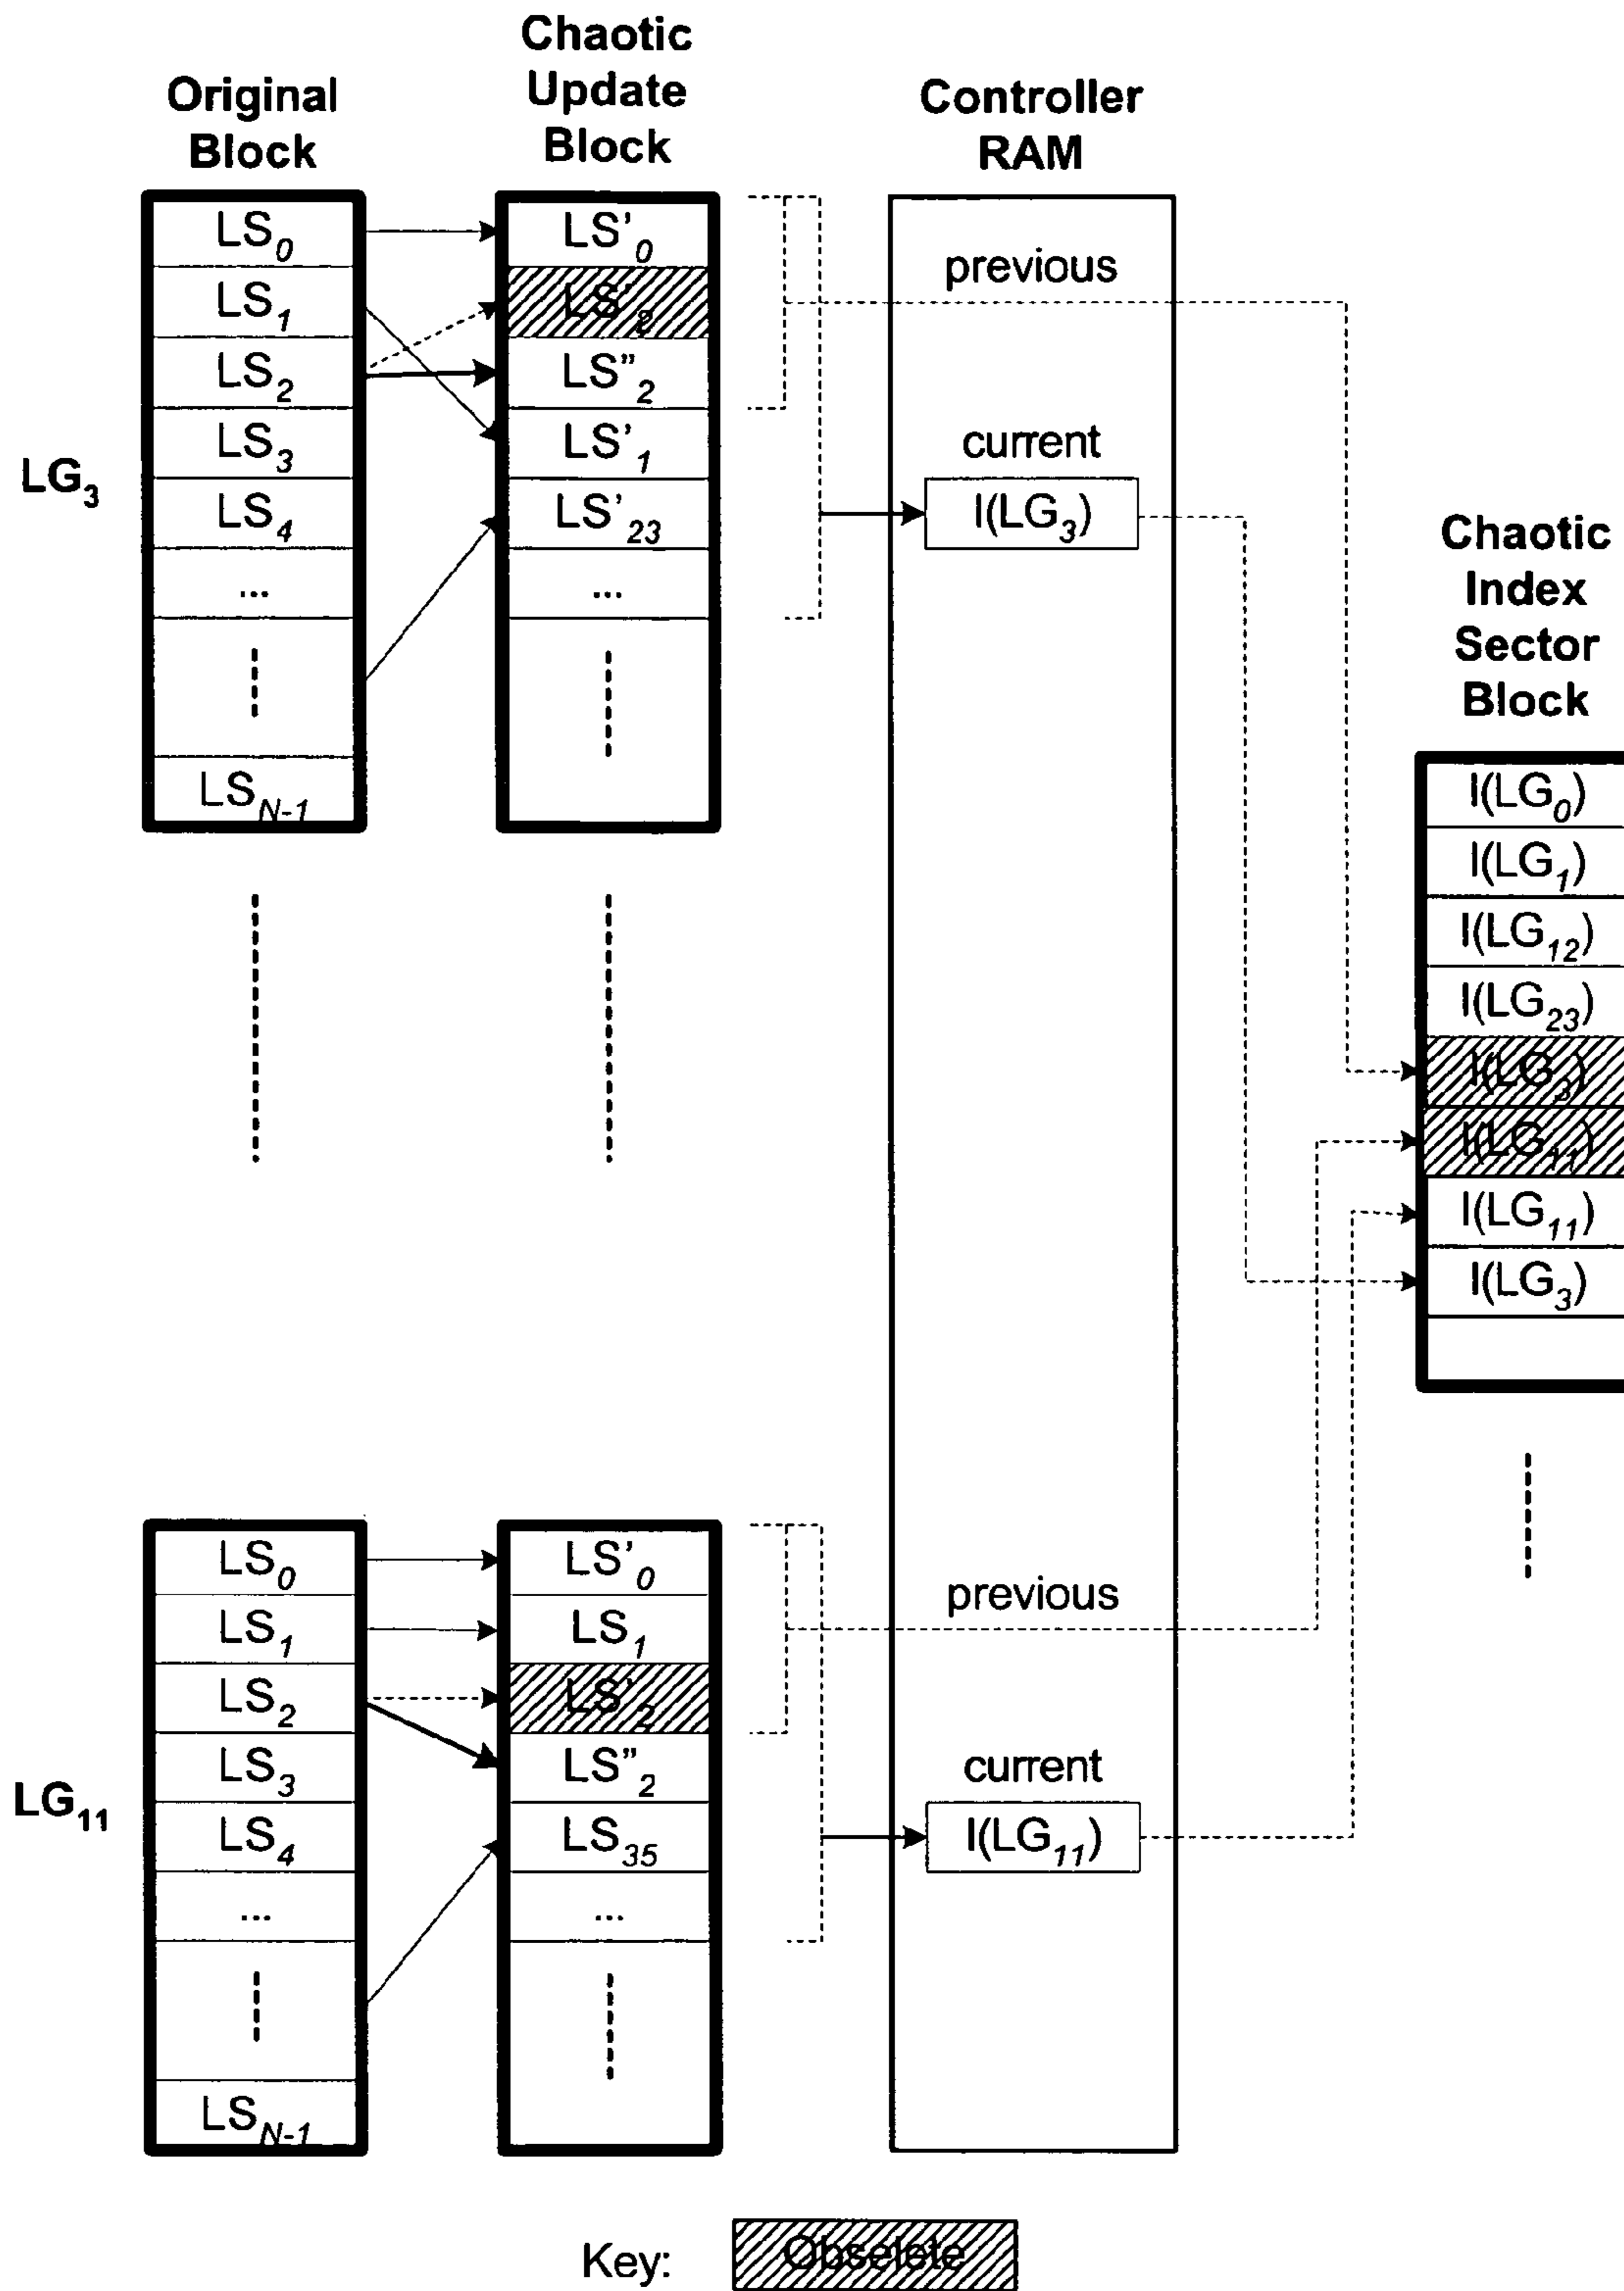 Original
Block
Chaotic
Update
Block
Controller
RAM
LG3
LS0
LS1
LS2
LS3
LS4
...
LSN-1
LS'0
LS'2
LS"2
LS'1
LS'23
...
previous
current
I(LG3)
Chaotic
Index
Sector
Block
I(LG0)
I(LG1)
I(LG12)
I(LG23)
I(LG3)
I(LG11)
I(LG11)
I(LG3)
LG11
LS0
LS1
LS2
LS3
LS4
...
LSN-1
LS'0
LS1
LS'2
LS"2
LS35
...
previous
current
I(LG11)
Key:
Obselete